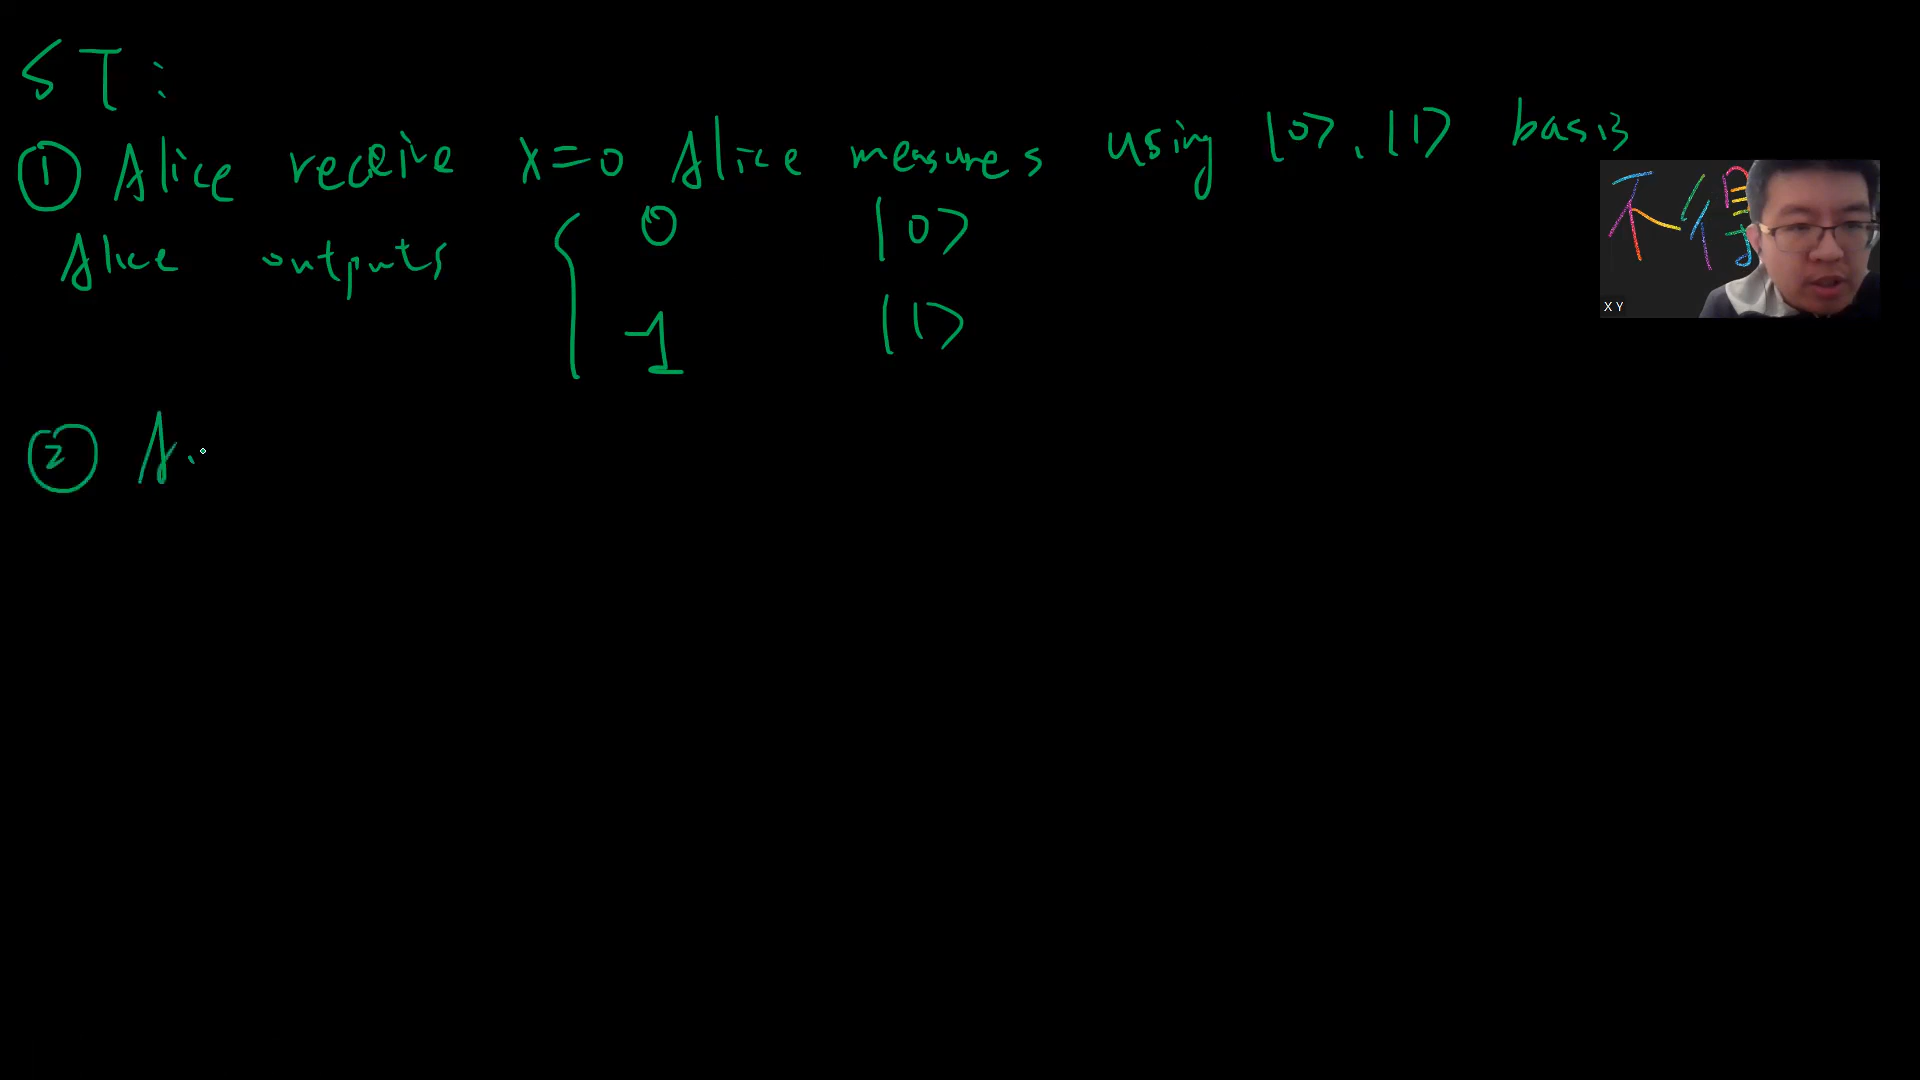 ST:
① Alice receive x=0 Alice measures using |0⟩, |1⟩ basis
Alice outputs { 0 |0⟩
1 |1⟩
② A
不得
X Y